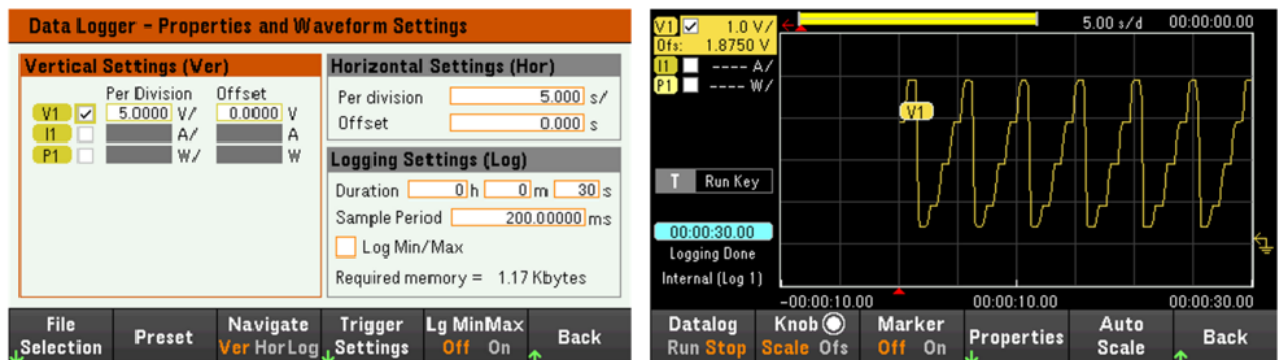 Data Logger - Properties and Waveform Settings
Vertical Settings (Ver)
Per Division Offset
V1 5.0000 V/ 0.0000 V
I1 A/ A
P1 W/ W
Horizontal Settings (Hor)
Per division 5.000 s/
Offset 0.000 s
Logging Settings (Log)
Duration 0 h 0 m 30 s
Sample Period 200.00000 ms
Log Min/Max
Required memory = 1.17 Kbytes
File Selection
Preset
Navigate
Ver Hor Log
Trigger Settings
Lg MinMax
Off On
Back
V1 1.0 V/
Ofs: 1.8750 V
I1 ---- A/
P1 ---- W/
5.00 s/d 00:00:00.00
V1
T Run Key
00:00:30.00
Logging Done
Internal (Log 1)
-00:00:10.00 00:00:10.00 00:00:30.00
Datalog
Run Stop
Knob
Scale Ofs
Marker
Off On
Properties
Auto Scale
Back